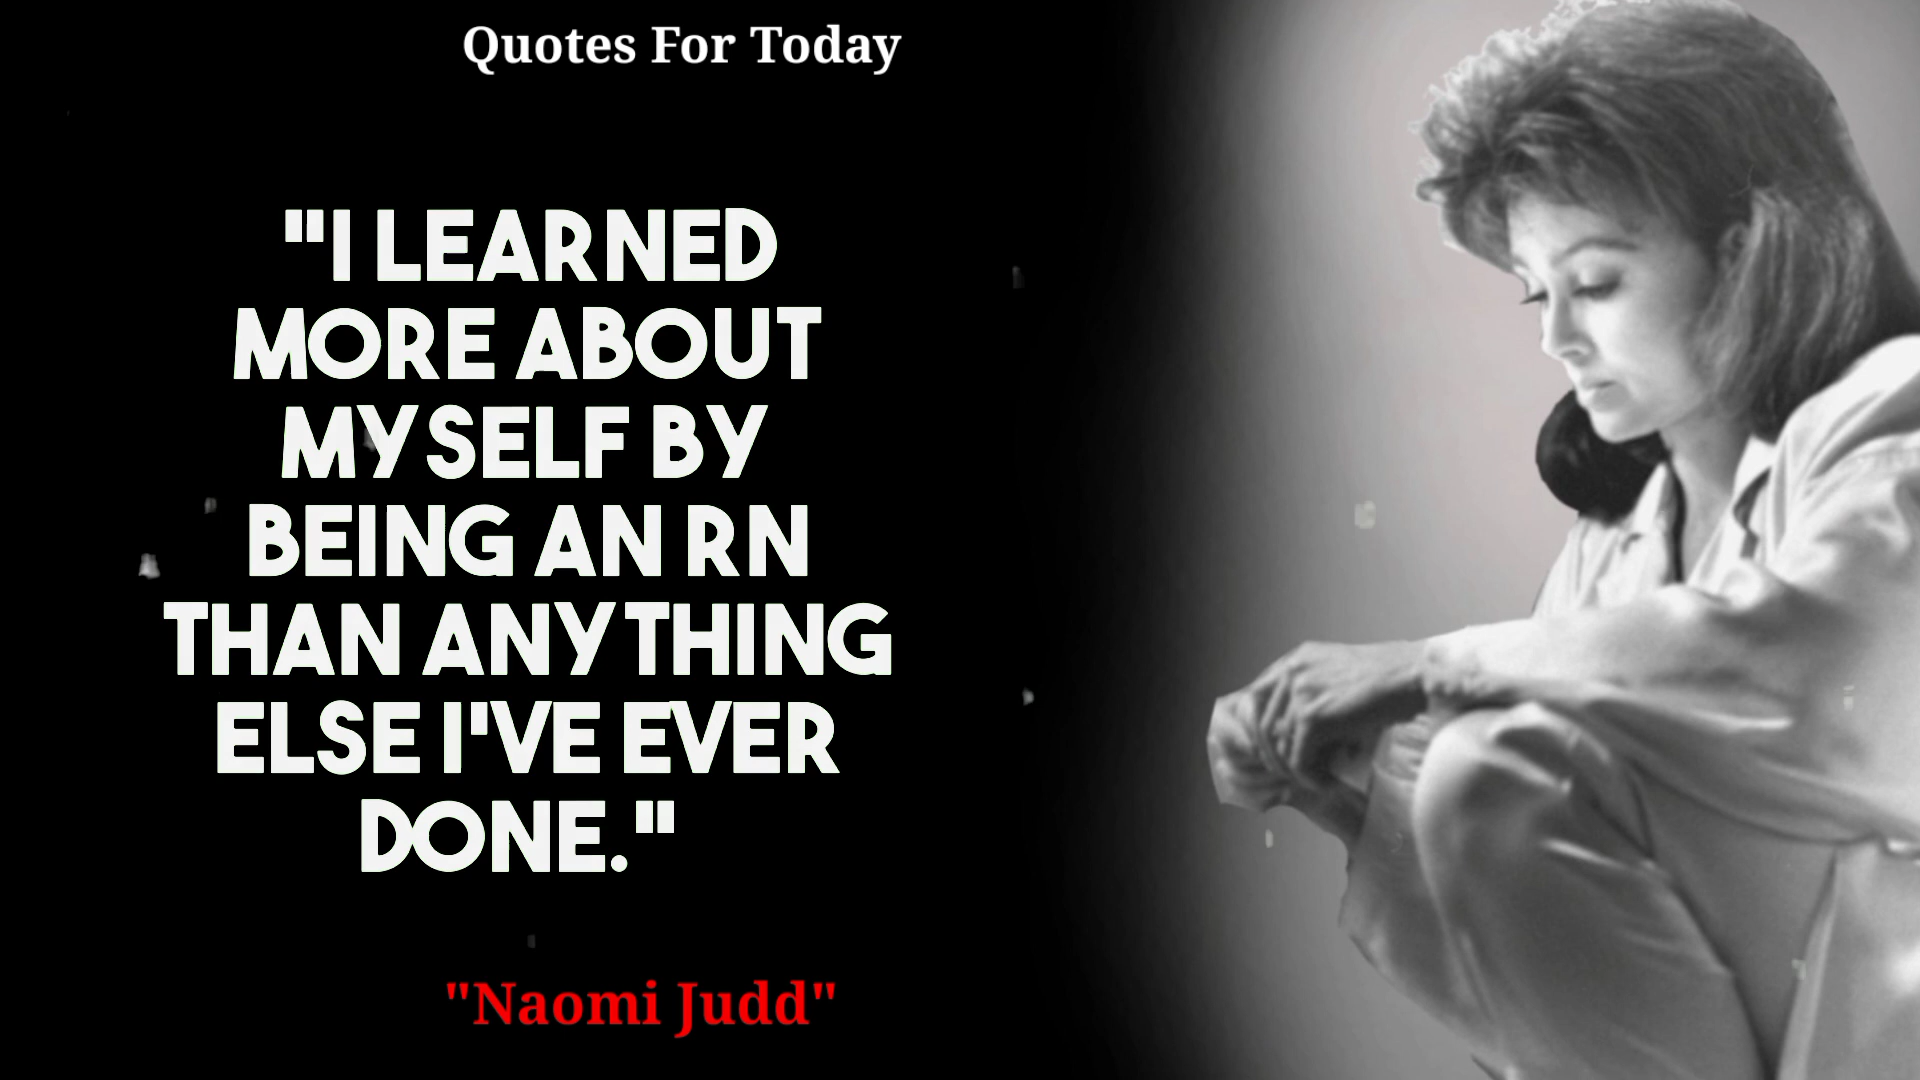 Quotes For Today
"I LEARNED
MORE ABOUT
MYSELF BY
BEING AN RN
THAN ANYTHING
ELSE I'VE EVER
DONE."
"Naomi Judd"